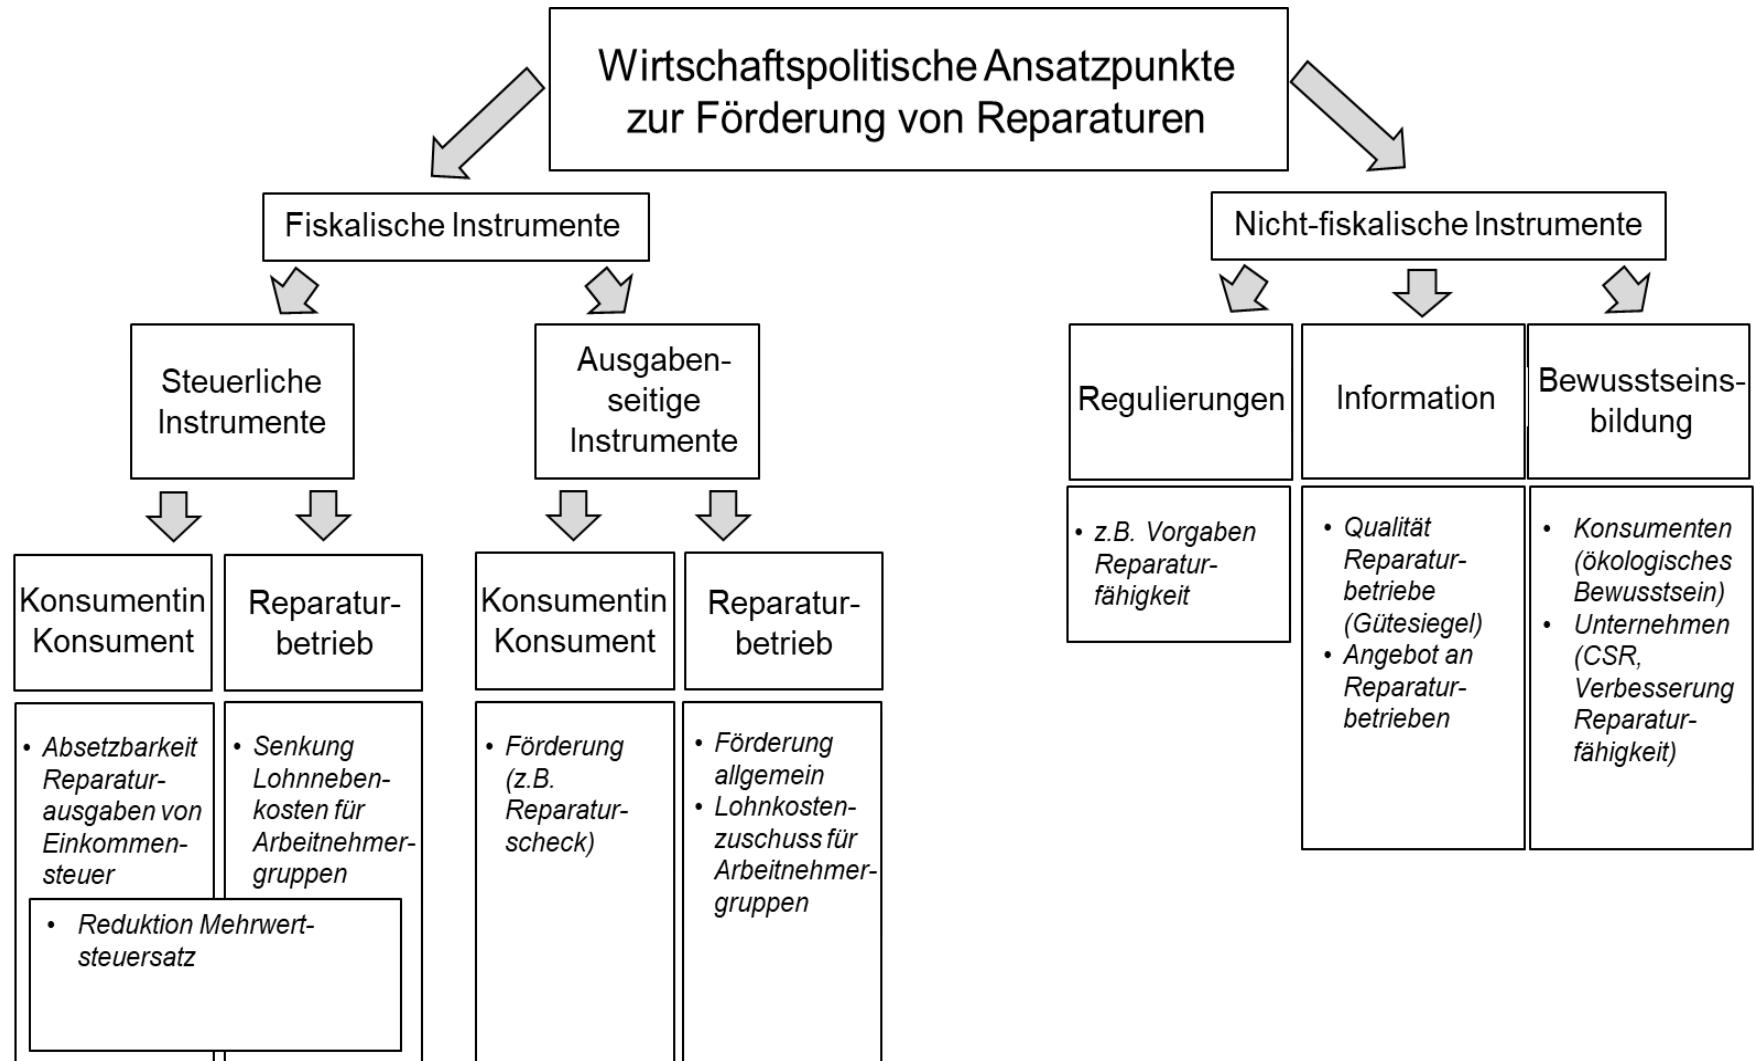 Wirtschaftspolitische Ansatzpunkte
zur Förderung von Reparaturen
Fiskalische Instrumente
Nicht-fiskalische Instrumente
Steuerliche
Instrumente
Ausgaben-
seitige
Instrumente
Regulierungen
Information
Bewusstseins-
bildung
Konsumentin
Konsument
Reparatur-
betrieb
Konsumentin
Konsument
Reparatur-
betrieb
• Absetzbarkeit
Reparatur-
ausgaben von
Einkommen-
steuer
• Senkung
Lohnneben-
kosten für
Arbeitnehmer-
gruppen
• Reduktion Mehrwert-
steuersatz
• Förderung
(z.B.
Reparatur-
scheck)
• Förderung
allgemein
• Lohnkosten-
zuschuss für
Arbeitnehmer-
gruppen
• z.B. Vorgaben
Reparatur-
fähigkeit
• Qualität
Reparatur-
betriebe
(Gütesiegel)
• Angebot an
Reparatur-
betrieben
• Konsumenten
(ökologisches
Bewusstsein)
• Unternehmen
(CSR,
Verbesserung
Reparatur-
fähigkeit)